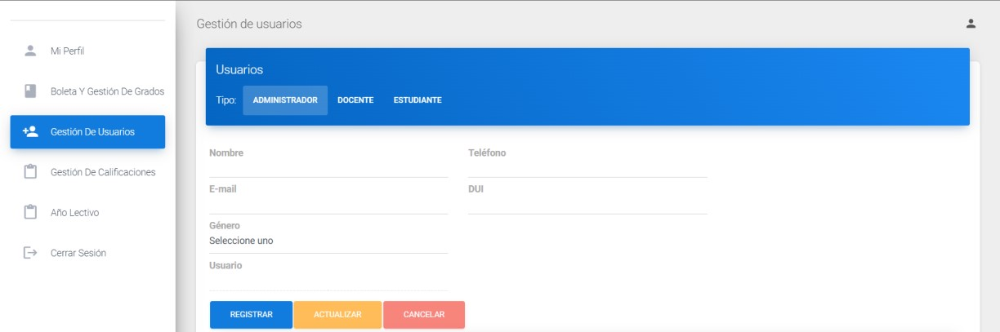 Gestión de usuarios
Mi Perfil
Boleta Y Gestión De Grados
Gestión De Usuarios
Gestión De Calificaciones
Año Lectivo
Cerrar Sesión
Usuarios
Tipo: ADMINISTRADOR DOCENTE ESTUDIANTE
Nombre Teléfono
E-mail DUI
Género
Seleccione uno
Usuario
REGISTRAR ACTUALIZAR CANCELAR